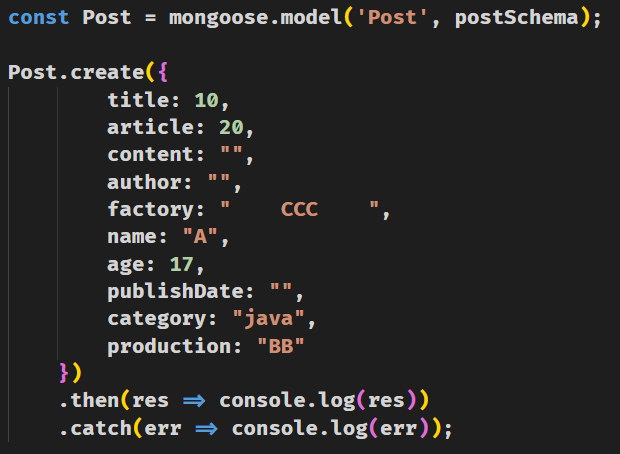 const Post = mongoose.model('Post', postSchema);

Post.create({
        title: 10,
        article: 20,
        content: "",
        author: "",
        factory: "    CCC    ",
        name: "A",
        age: 17,
        publishDate: "",
        category: "java",
        production: "BB"
    })
    .then(res => console.log(res))
    .catch(err => console.log(err));